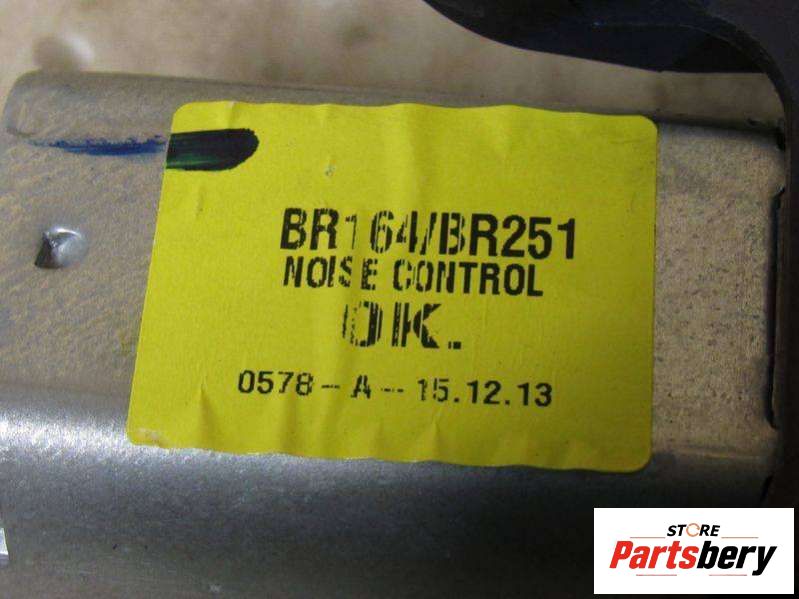 BR164/BR251
NOISE CONTROL
OK.
0578-A-15.12.13
STORE
Partsbery